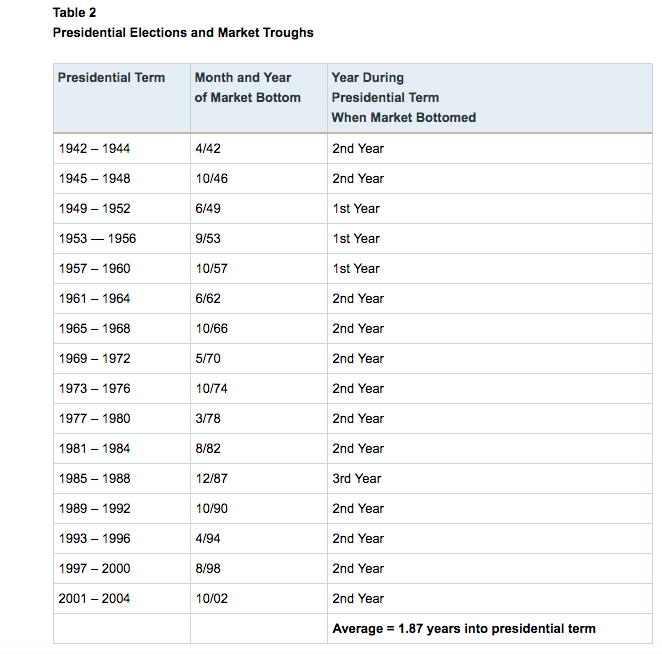 Table 2
Presidential Elections and Market Troughs
Presidential Term Month and Year Year During
of Market Bottom Presidential Term
When Market Bottomed
1942 – 1944 4/42 2nd Year
1945 – 1948 10/46 2nd Year
1949 – 1952 6/49 1st Year
1953 — 1956 9/53 1st Year
1957 – 1960 10/57 1st Year
1961 – 1964 6/62 2nd Year
1965 – 1968 10/66 2nd Year
1969 – 1972 5/70 2nd Year
1973 – 1976 10/74 2nd Year
1977 – 1980 3/78 2nd Year
1981 – 1984 8/82 2nd Year
1985 – 1988 12/87 3rd Year
1989 – 1992 10/90 2nd Year
1993 – 1996 4/94 2nd Year
1997 – 2000 8/98 2nd Year
2001 – 2004 10/02 2nd Year
Average = 1.87 years into presidential term